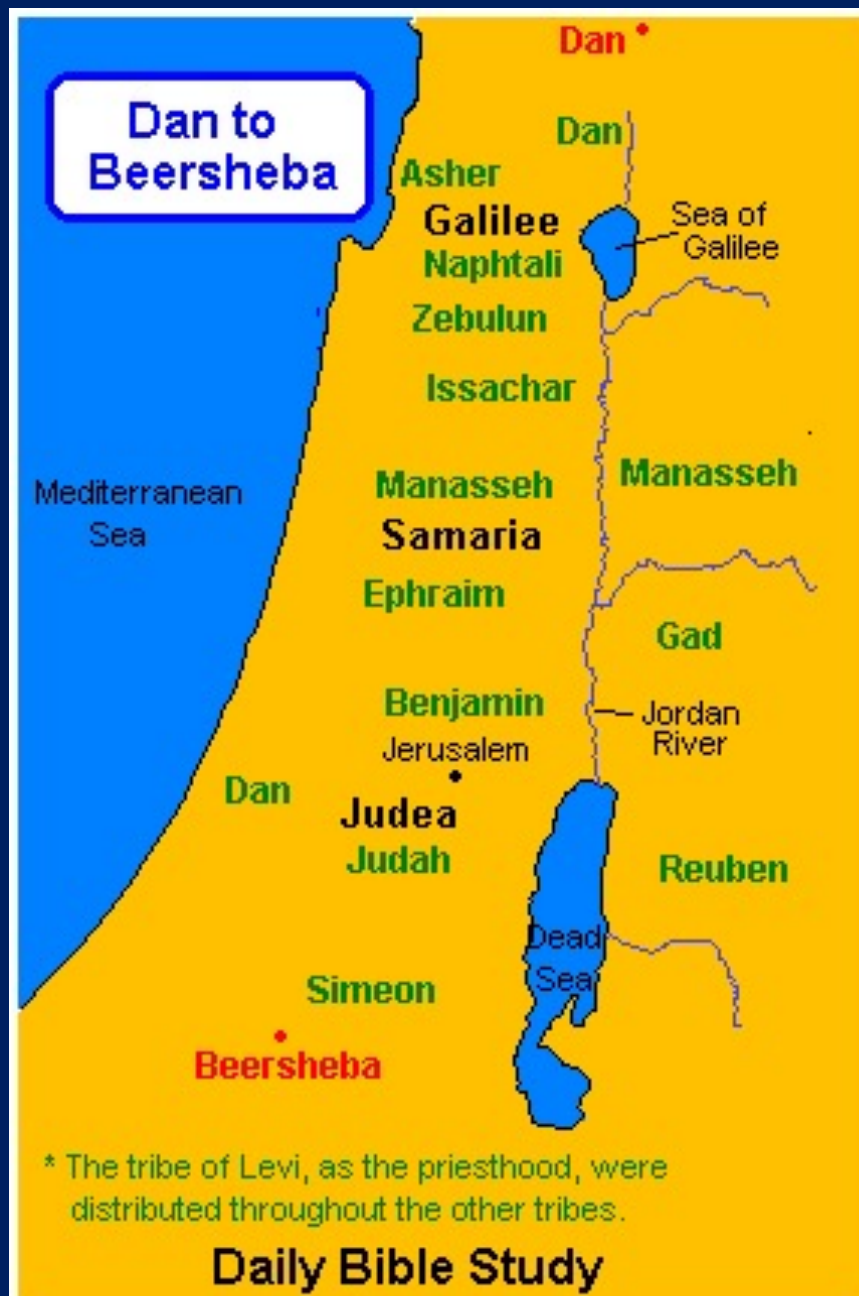 Dan
Dan to
Beersheba
Dan
Asher
Galilee
Sea of
Galilee
Naphtali
Zebulun
Issachar
Manasseh
Manasseh
Mediterranean
Sea
Samaria
Ephraim
Gad
Benjamin
Jordan
River
Jerusalem
Dan
Judea
Judah
Reuben
Dead
Sea
Simeon
Beersheba
* The tribe of Levi, as the priesthood, were
distributed throughout the other tribes.
Daily Bible Study